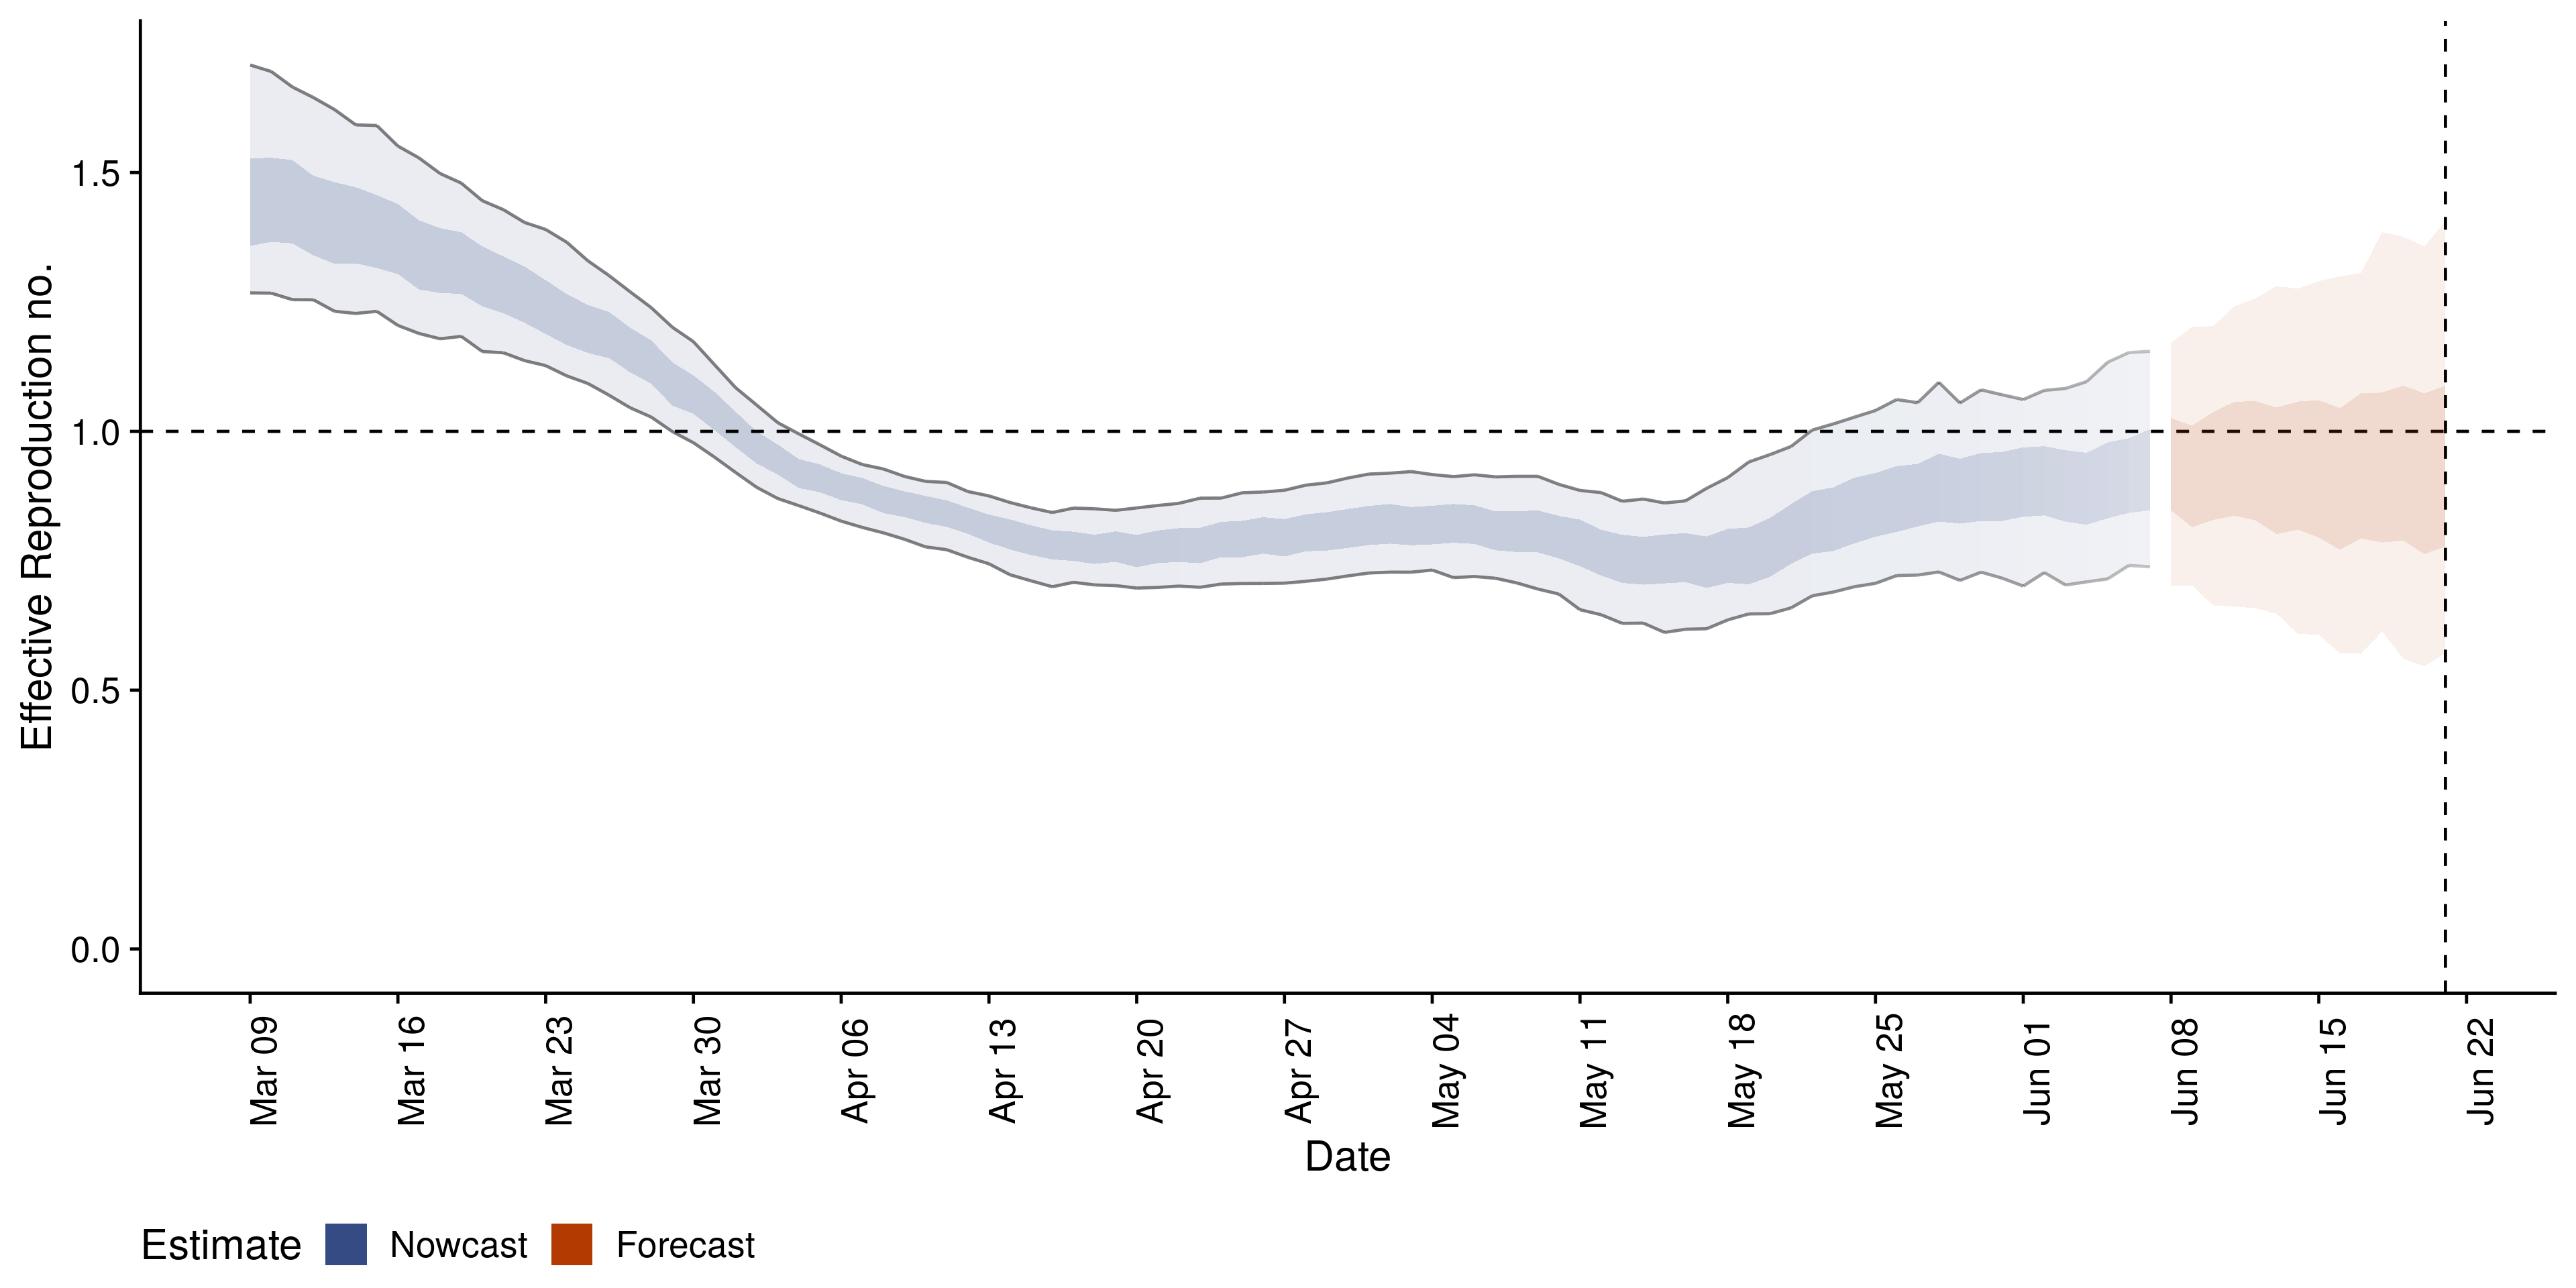 Effective Reproduction no.
1.5
1.0
0.5
0.0
Mar 09
Mar 16
Mar 23
Mar 30
Apr 06
Apr 13
Apr 20
Apr 27
May 04
May 11
May 18
May 25
Jun 01
Jun 08
Jun 15
Jun 22
Date
Estimate Nowcast Forecast